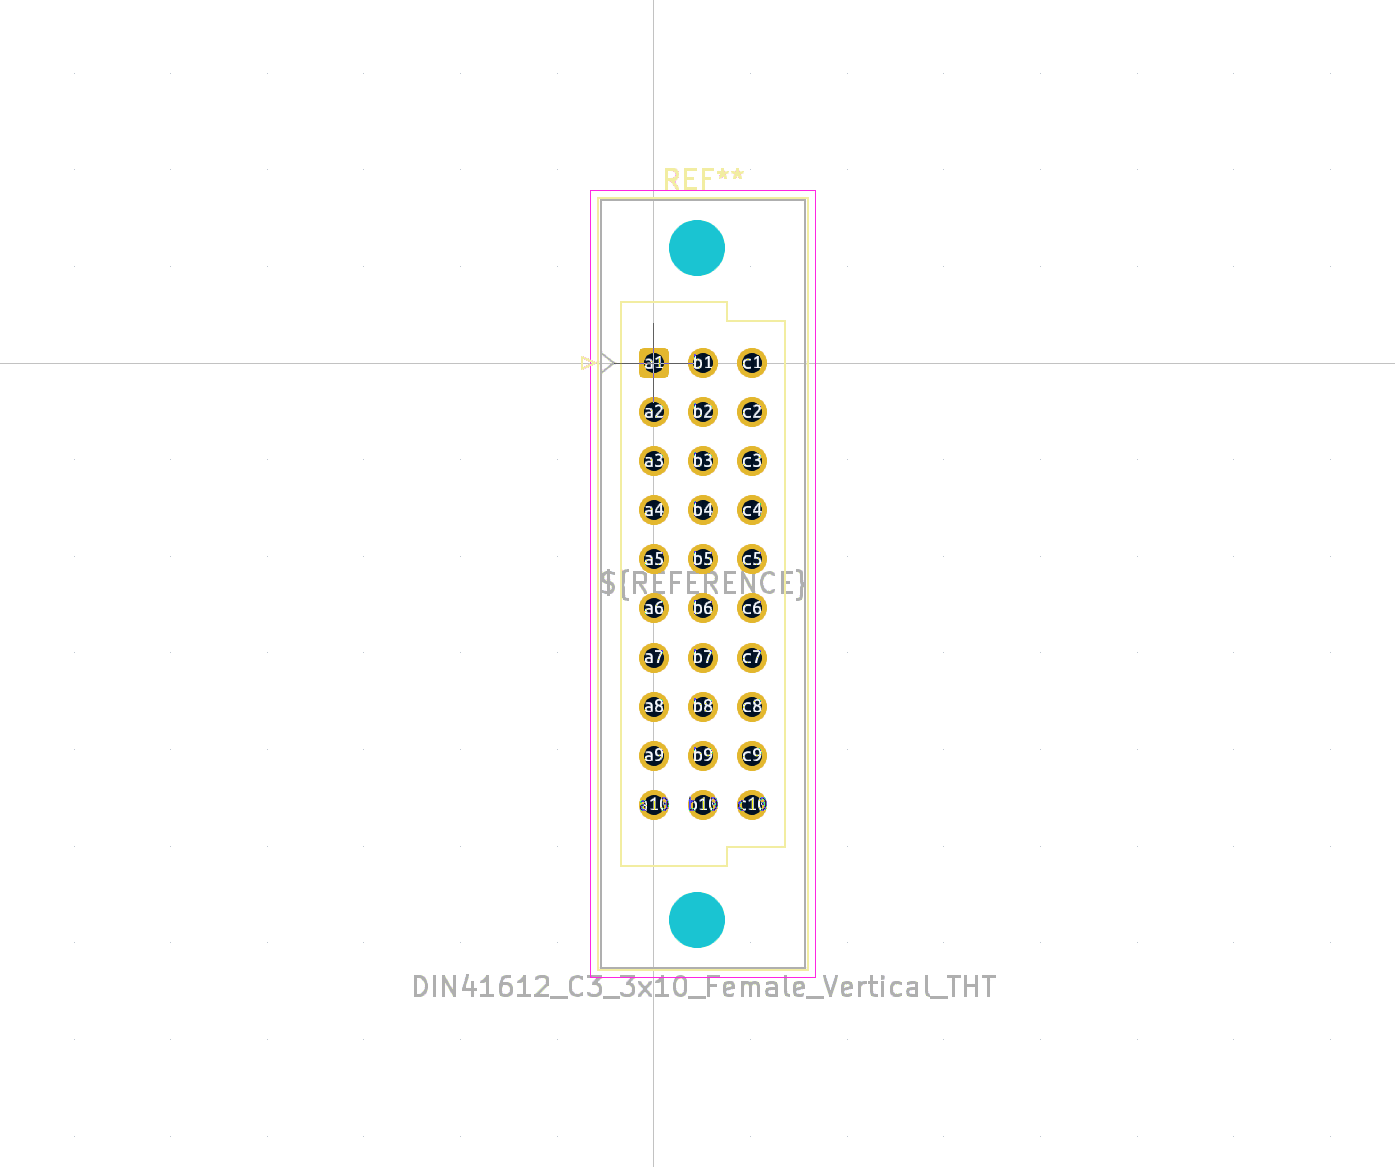 REF**
a1 b1 c1
a2 b2 c2
a3 b3 c3
a4 b4 c4
a5 b5 c5
${REFERENCE}
a6 b6 c6
a7 b7 c7
a8 b8 c8
a9 b9 c9
a10 b10 c10
DIN41612_C3_3x10_Female_Vertical_THT